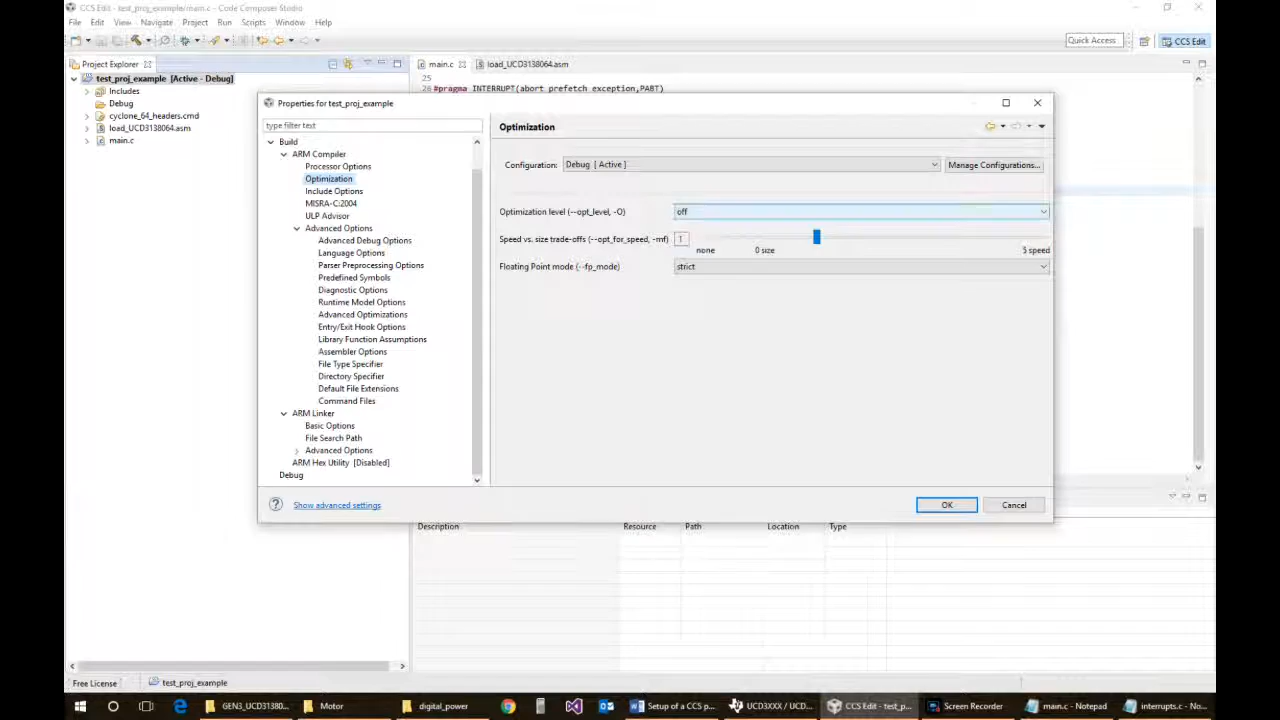 CCS Edit - test_proj_example/main.c - Code Composer Studio
File Edit View Navigate Project Run Scripts Window Help
Quick Access
CCS Edit
Project Explorer
test_proj_example [Active - Debug]
Includes
Debug
cyclone_64_headers.cmd
load_UCD3138064.asm
main.c
main.c
load_UCD3138064.asm
25
26 #pragma INTERRUPT(abort_prefetch_exception,PABT)
Properties for test_proj_example
type filter text
Build
ARM Compiler
Processor Options
Optimization
Include Options
MISRA-C:2004
ULP Advisor
Advanced Options
Advanced Debug Options
Language Options
Parser Preprocessing Options
Predefined Symbols
Diagnostic Options
Runtime Model Options
Advanced Optimizations
Entry/Exit Hook Options
Library Function Assumptions
Assembler Options
File Type Specifier
Directory Specifier
Default File Extensions
Command Files
ARM Linker
Basic Options
File Search Path
Advanced Options
ARM Hex Utility [Disabled]
Debug
Optimization
Configuration: Debug [ Active ]
Manage Configurations...
Optimization level (--opt_level, -O) off
Speed vs. size trade-offs (--opt_for_speed, -mf) 1
none 0 size 5 speed
Floating Point mode (--fp_mode) strict
Show advanced settings
OK
Cancel
Description Resource Path Location Type
Free License
test_proj_example
GEN3_UCD31380...
Motor
digital_power
Setup of a CCS p...
UCD3XXX / UCD...
CCS Edit - test_p...
Screen Recorder
main.c - Notepad
interrupts.c - No...